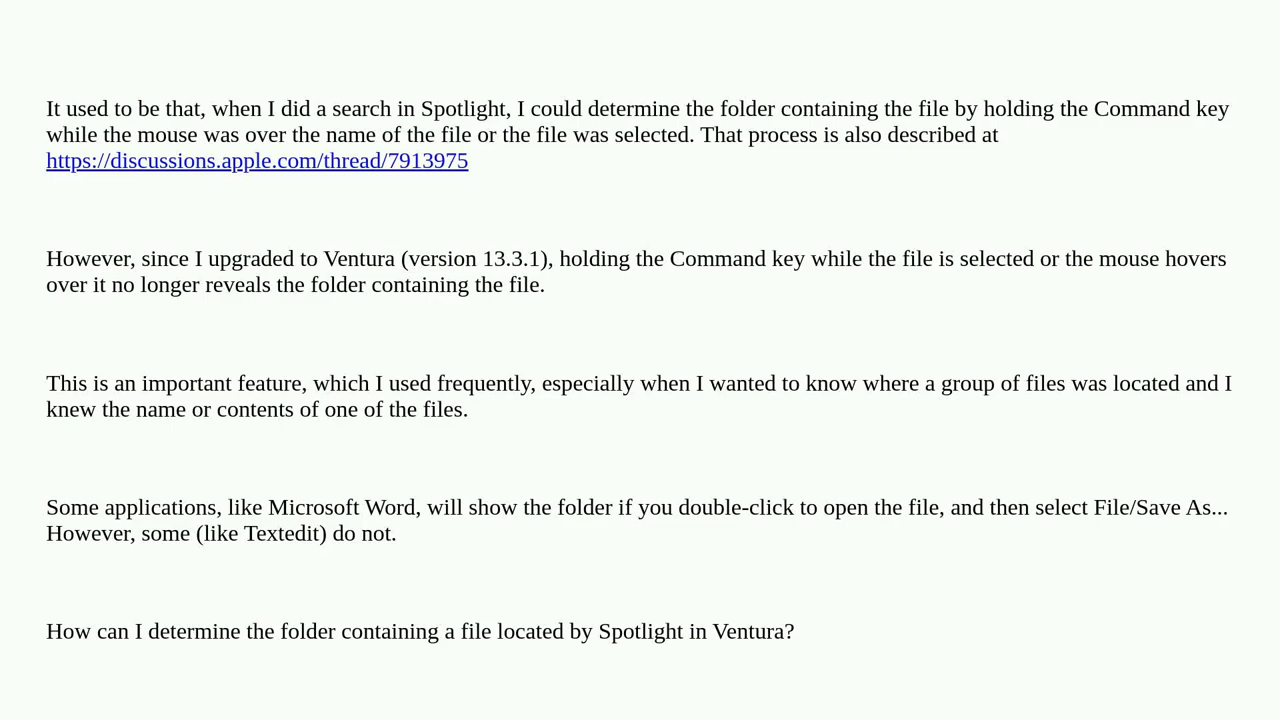 It used to be that, when I did a search in Spotlight, I could determine the folder containing the file by holding the Command key
while the mouse was over the name of the file or the file was selected. That process is also described at
https://discussions.apple.com/thread/7913975
However, since I upgraded to Ventura (version 13.3.1), holding the Command key while the file is selected or the mouse hovers
over it no longer reveals the folder containing the file.
This is an important feature, which I used frequently, especially when I wanted to know where a group of files was located and I
knew the name or contents of one of the files.
Some applications, like Microsoft Word, will show the folder if you double-click to open the file, and then select File/Save As...
However, some (like Textedit) do not.
How can I determine the folder containing a file located by Spotlight in Ventura?